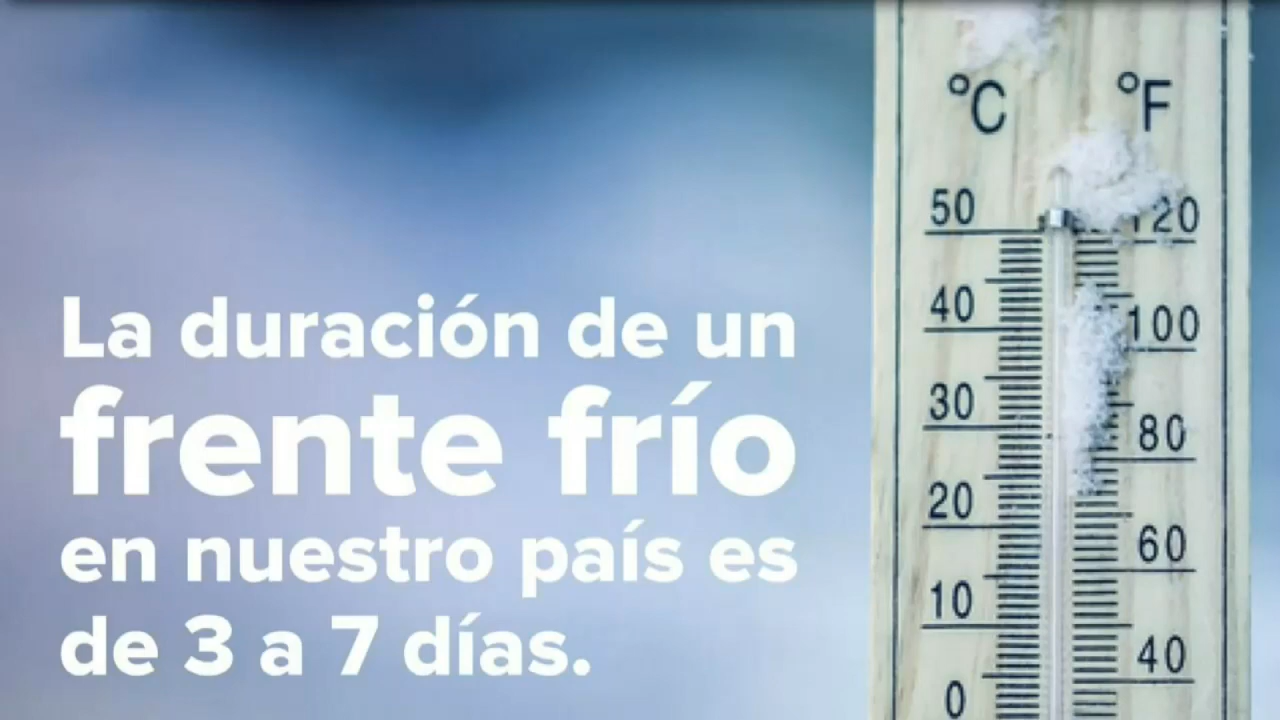 La duración de un
frente frío
en nuestro país es
de 3 a 7 días.
°C °F
50 120
40 100
30 80
20 60
10 40
0